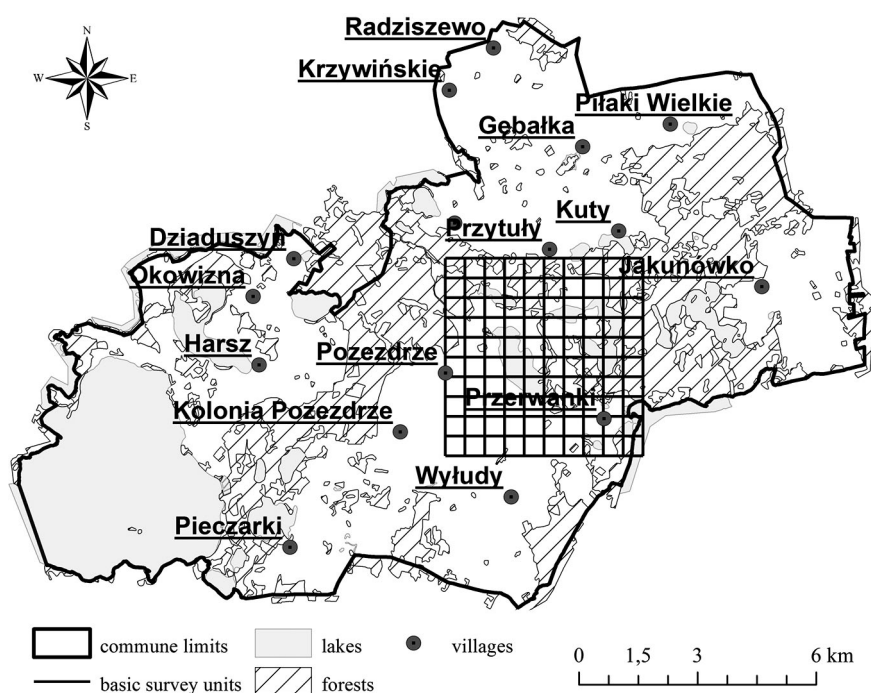 Radziszewo
N
Krzywińskie
W
E
Piłaki Wielkie
S
Gębałka
Kuty
Przytuły
Dziaduszyn
Jakunówko
Okowizna
Harsz
Pozezdrze
Przerwanki
Kolonia Pozezdrze
Wyłudy
Pieczarki
commune limits
lakes
villages
basic survey units
forests
0 1,5 3 6 km